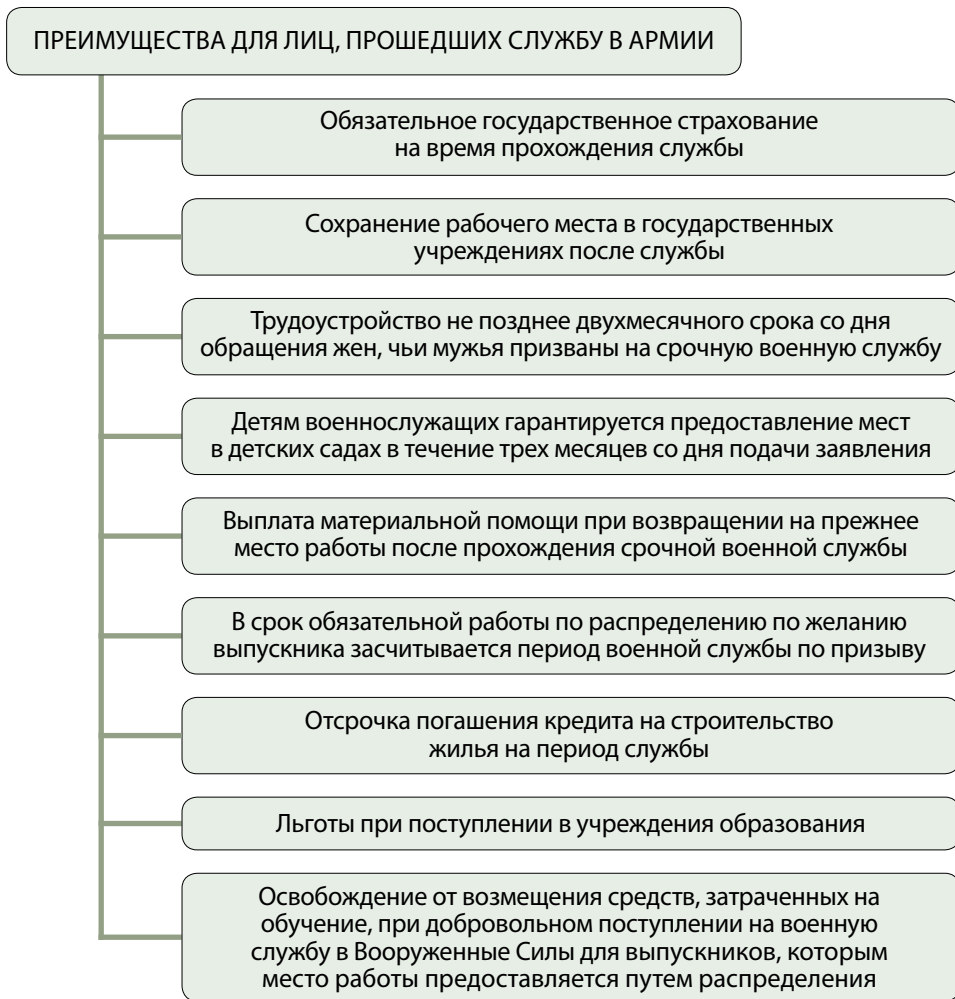 ПРЕИМУЩЕСТВА ДЛЯ ЛИЦ, ПРОШЕДШИХ СЛУЖБУ В АРМИИ
Обязательное государственное страхование
на время прохождения службы
Сохранение рабочего места в государственных
учреждениях после службы
Трудоустройство не позднее двухмесячного срока со дня
обращения жен, чьи мужья призваны на срочную военную службу
Детям военнослужащих гарантируется предоставление мест
в детских садах в течение трех месяцев со дня подачи заявления
Выплата материальной помощи при возвращении на прежнее
место работы после прохождения срочной военной службы
В срок обязательной работы по распределению по желанию
выпускника засчитывается период военной службы по призыву
Отсрочка погашения кредита на строительство
жилья на период службы
Льготы при поступлении в учреждения образования
Освобождение от возмещения средств, затраченных на
обучение, при добровольном поступлении на военную
службу в Вооруженные Силы для выпускников, которым
место работы предоставляется путем распределения